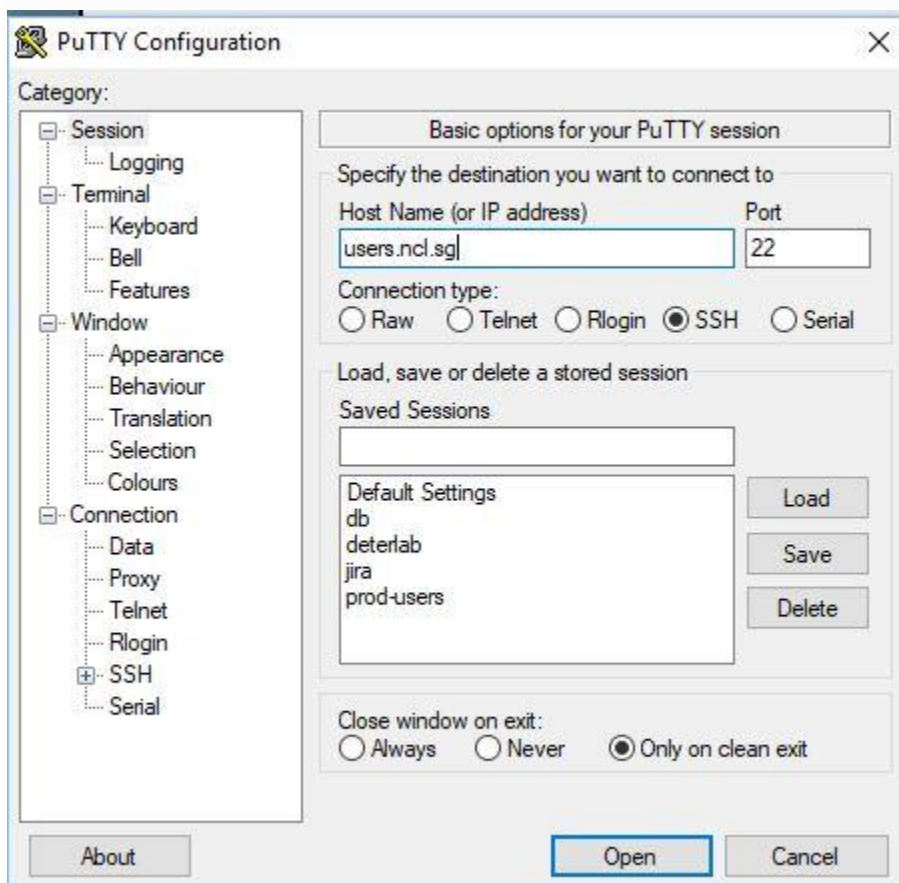 PuTTY Configuration
Category:
Session
Logging
Terminal
Keyboard
Bell
Features
Window
Appearance
Behaviour
Translation
Selection
Colours
Connection
Data
Proxy
Telnet
Rlogin
SSH
Serial
Basic options for your PuTTY session
Specify the destination you want to connect to
Host Name (or IP address) Port
users.ncl.sg 22
Connection type:
Raw Telnet Rlogin SSH Serial
Load, save or delete a stored session
Saved Sessions
Default Settings
db
deterlab
jira
prod-users
Load
Save
Delete
Close window on exit:
Always Never Only on clean exit
About Open Cancel